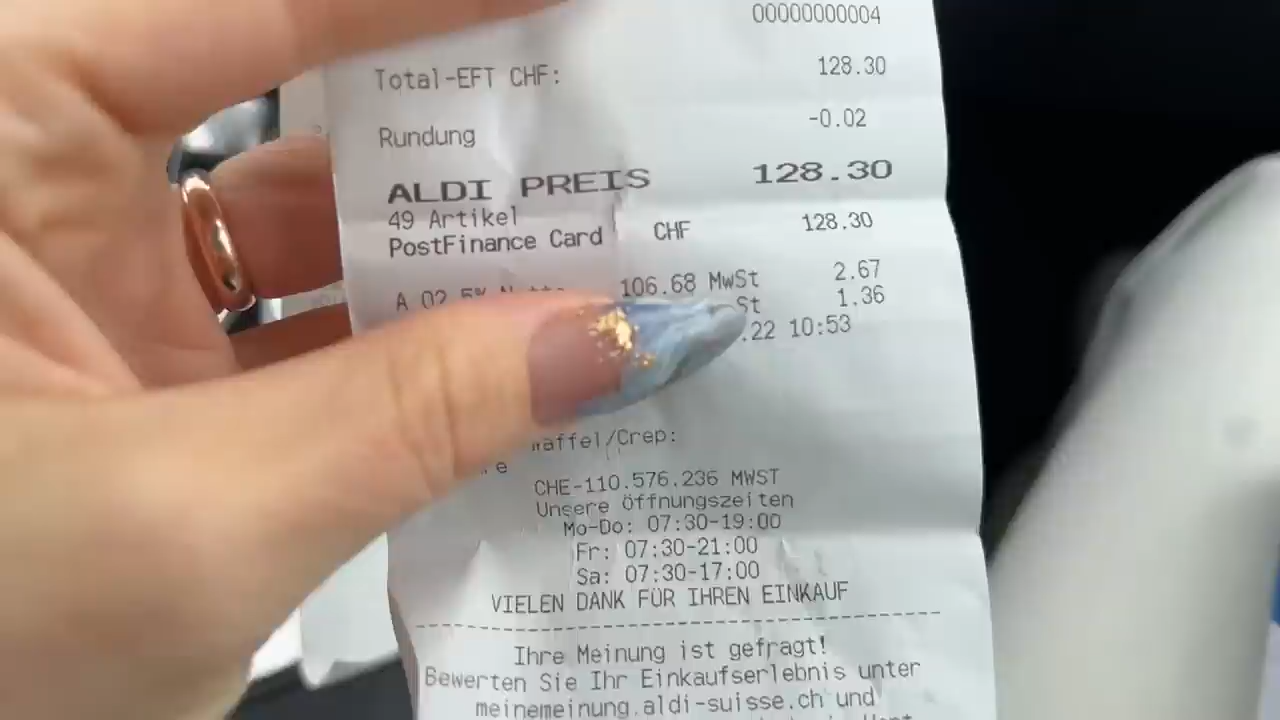 00000000004
Total-EFT CHF: 128.30
Rundung -0.02
ALDI PREIS 128.30
49 Artikel
PostFinance Card CHF 128.30
A 02.5% 106.68 MwSt 2.67
St 1.36
.22 10:53
Waffel/Crep:
CHE-110.576.236 MWST
Unsere Öffnungszeiten
Mo-Do: 07:30-19:00
Fr: 07:30-21:00
Sa: 07:30-17:00
VIELEN DANK FÜR IHREN EINKAUF
Ihre Meinung ist gefragt!
Bewerten Sie Ihr Einkaufserlebnis unter
meinemeinung.aldi-suisse.ch und